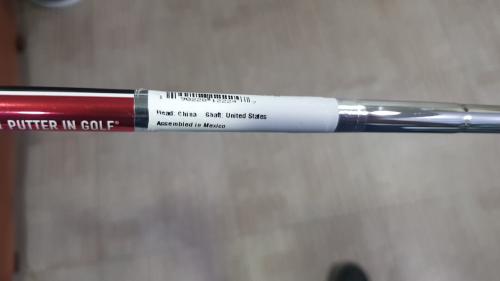 PUTTER IN GOLF®
Head: China Shaft: United States
Assembled in Mexico